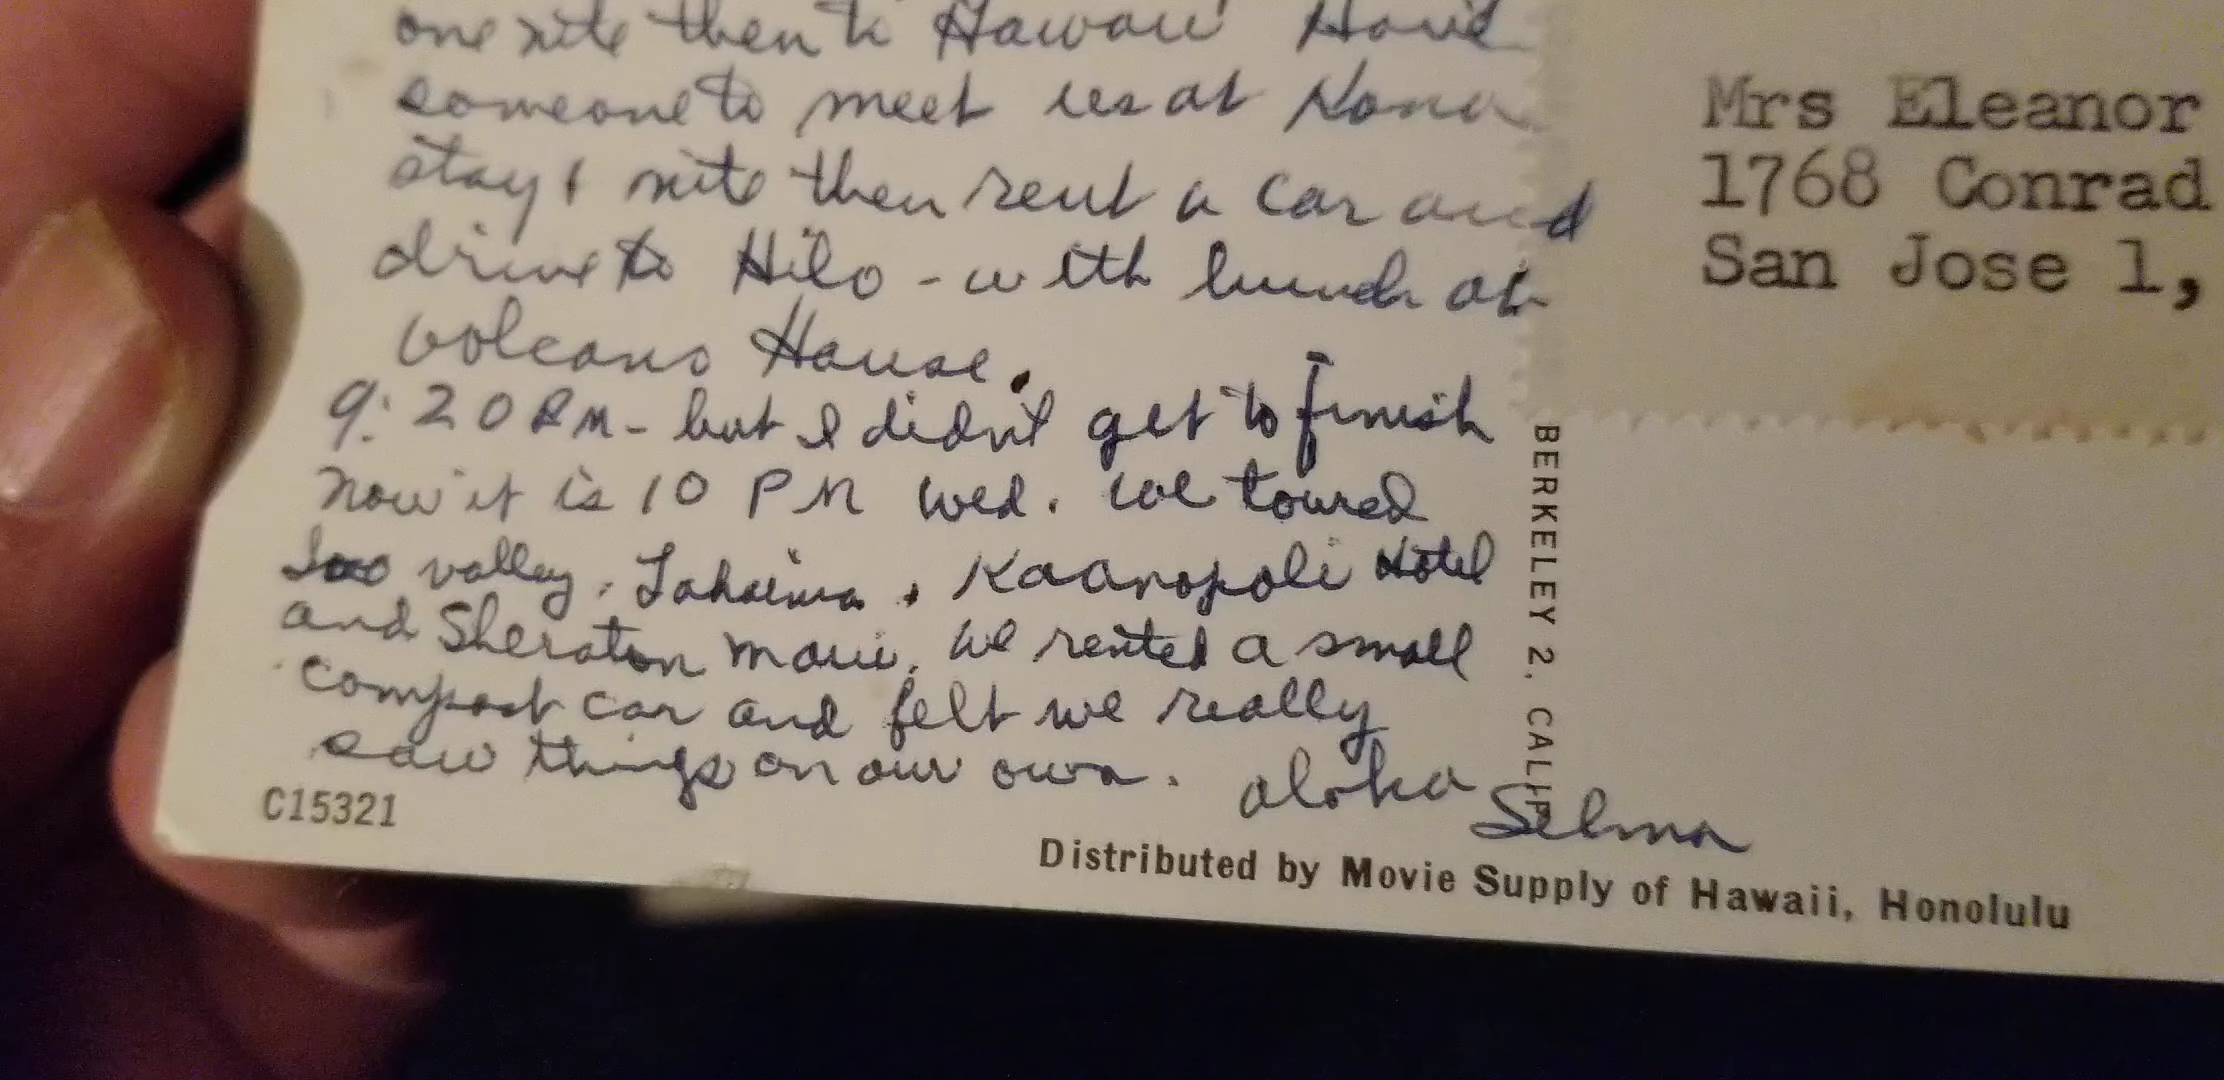 one nite then to Hawaii Have
someone to meet us at Kona
stay 1 nite then rent a car and
drive to Hilo - with lunch at
Volcano House.
9:20 PM - but I didn't get to finish
now it is 10 PM Wed. We toured
Iao valley, Lahaina, Kaanapali Hotel
and Sheraton Maui. We rented a small
compact car and felt we really
saw things on our own. Aloha
Selma
C15321
Distributed by Movie Supply of Hawaii, Honolulu
BERKELEY 2, CALIF
Mrs Eleanor
1768 Conrad
San Jose 1,